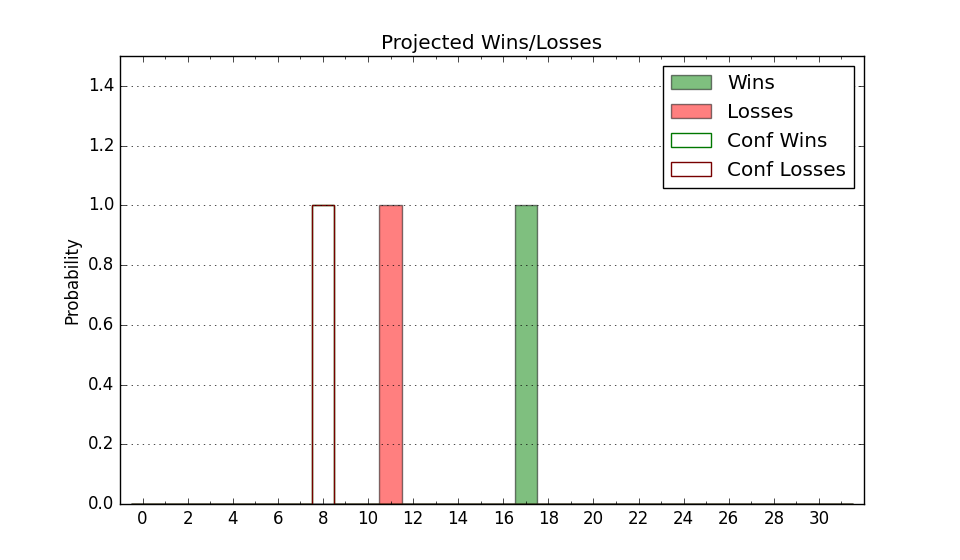 Projected Wins/Losses
Wins
Losses
Conf Wins
Conf Losses
Probability
1.4
1.2
1.0
0.8
0.6
0.4
0.2
0.0
0 2 4 6 8 10 12 14 16 18 20 22 24 26 28 30